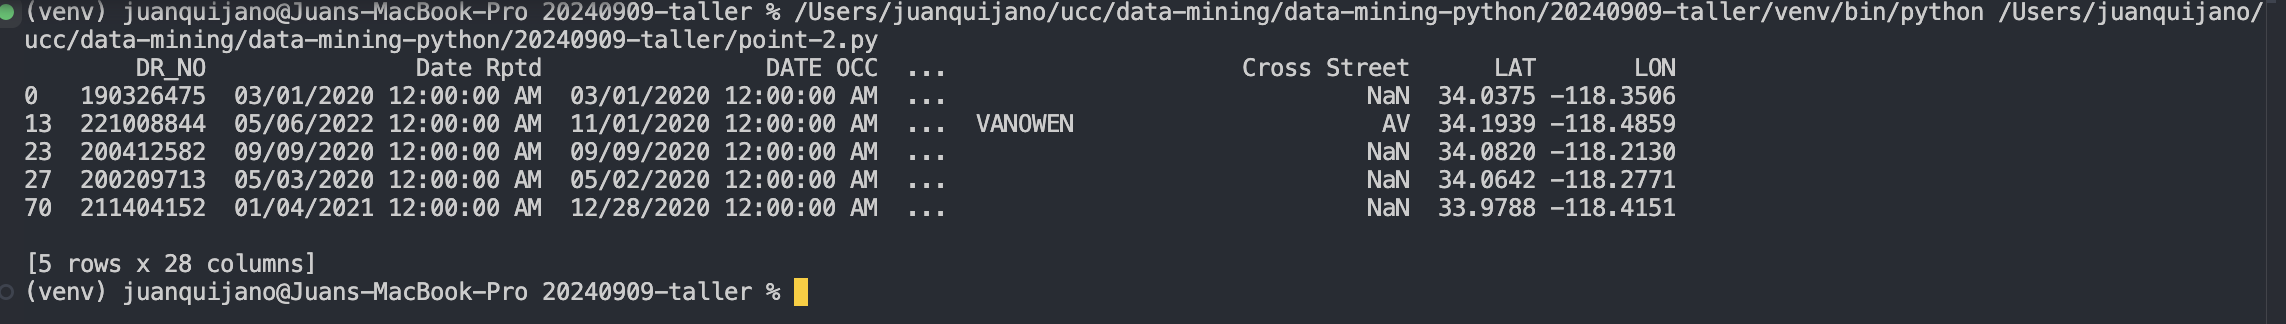 (venv) juanquijano@Juans-MacBook-Pro 20240909-taller % /Users/juanquijano/ucc/data-mining/data-mining-python/20240909-taller/venv/bin/python /Users/juanquijano/
ucc/data-mining/data-mining-python/20240909-taller/point-2.py
        DR_NO               Date Rptd                DATE OCC  ...                       Cross Street      LAT       LON
0   190326475  03/01/2020 12:00:00 AM  03/01/2020 12:00:00 AM  ...                                NaN  34.0375 -118.3506
13  221008844  05/06/2022 12:00:00 AM  11/01/2020 12:00:00 AM  ...  VANOWEN                      AV  34.1939 -118.4859
23  200412582  09/09/2020 12:00:00 AM  09/09/2020 12:00:00 AM  ...                                NaN  34.0820 -118.2130
27  200209713  05/03/2020 12:00:00 AM  05/02/2020 12:00:00 AM  ...                                NaN  34.0642 -118.2771
70  211404152  01/04/2021 12:00:00 AM  12/28/2020 12:00:00 AM  ...                                NaN  33.9788 -118.4151
[5 rows x 28 columns]
(venv) juanquijano@Juans-MacBook-Pro 20240909-taller %